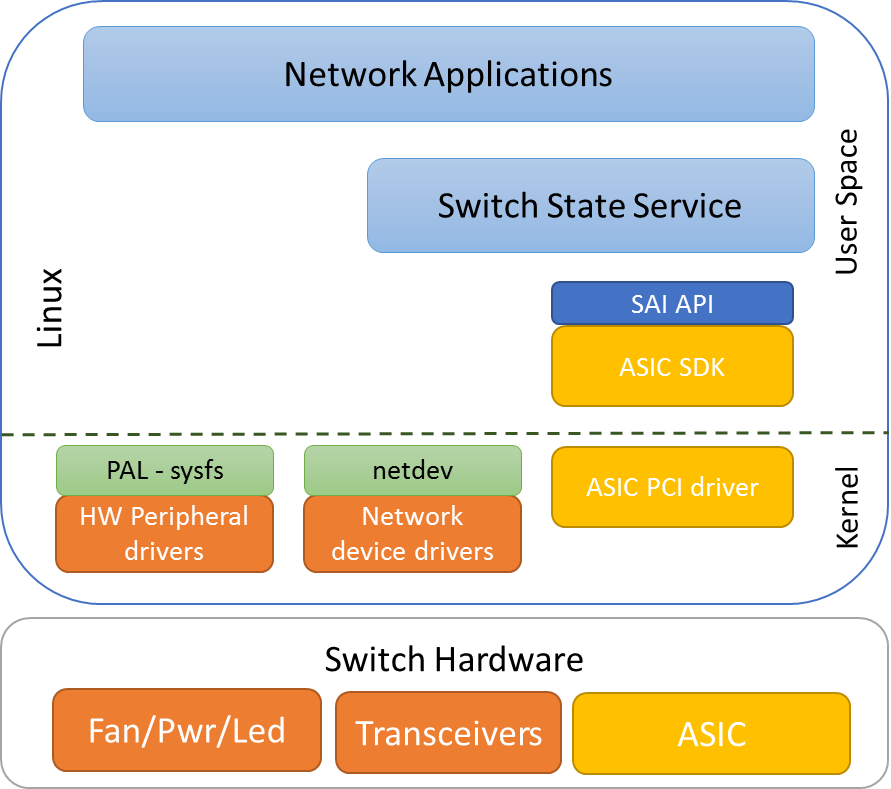 Network Applications
Switch State Service
User Space
Linux
SAI API
ASIC SDK
PAL - sysfs
HW Peripheral
drivers
netdev
Network
device drivers
ASIC PCI driver
Kernel
Switch Hardware
Fan/Pwr/Led
Transceivers
ASIC